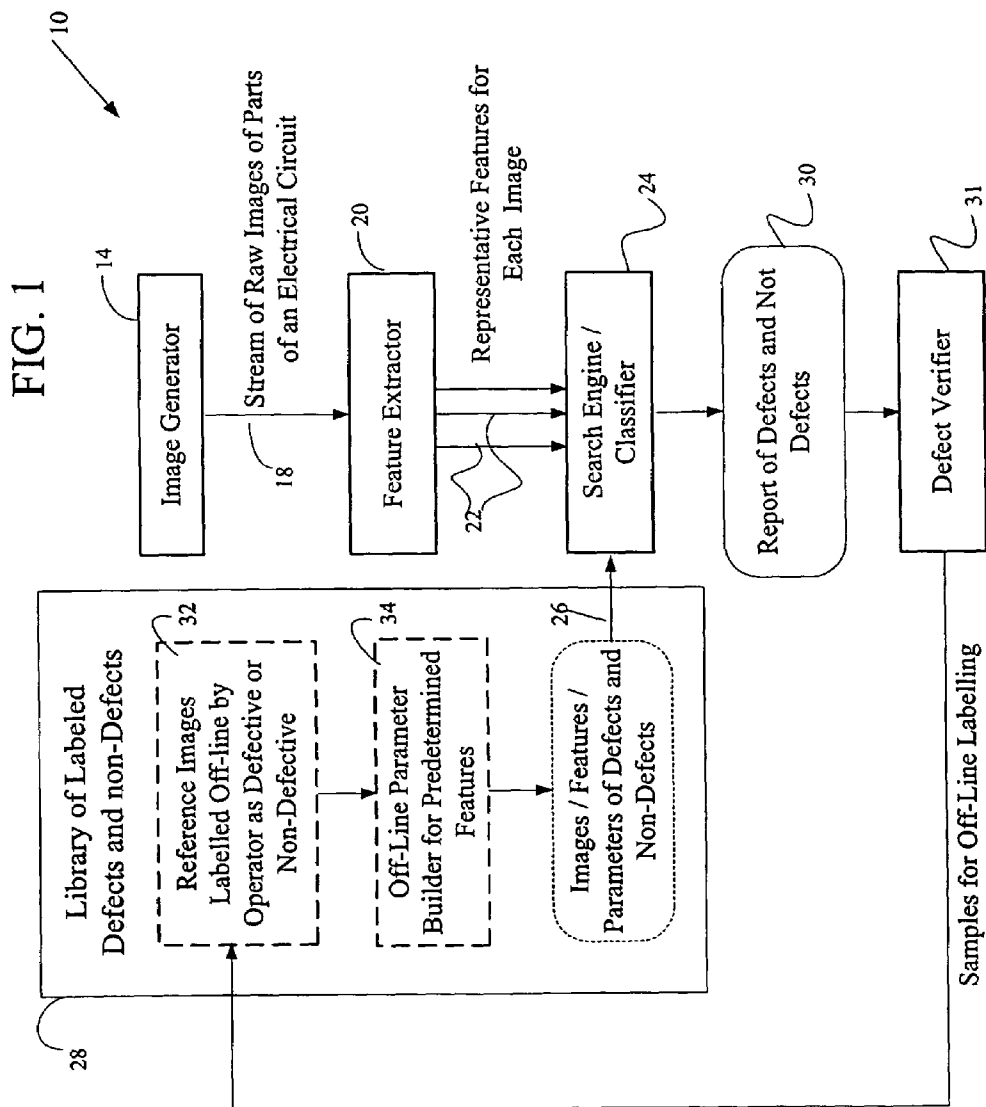 FIG. 1
10
14
Image Generator
18
Stream of Raw Images of Parts
of an Electrical Circuit
20
Feature Extractor
22
Representative Features for
Each Image
24
Search Engine /
Classifier
30
Report of Defects and Not
Defects
31
Defect Verifier
28
Library of Labeled
Defects and non-Defects
32
Reference Images
Labelled Off-line by
Operator as Defective or
Non-Defective
34
Off-Line Parameter
Builder for Predetermined
Features
26
Images / Features /
Parameters of Defects and
Non-Defects
Samples for Off-Line Labelling